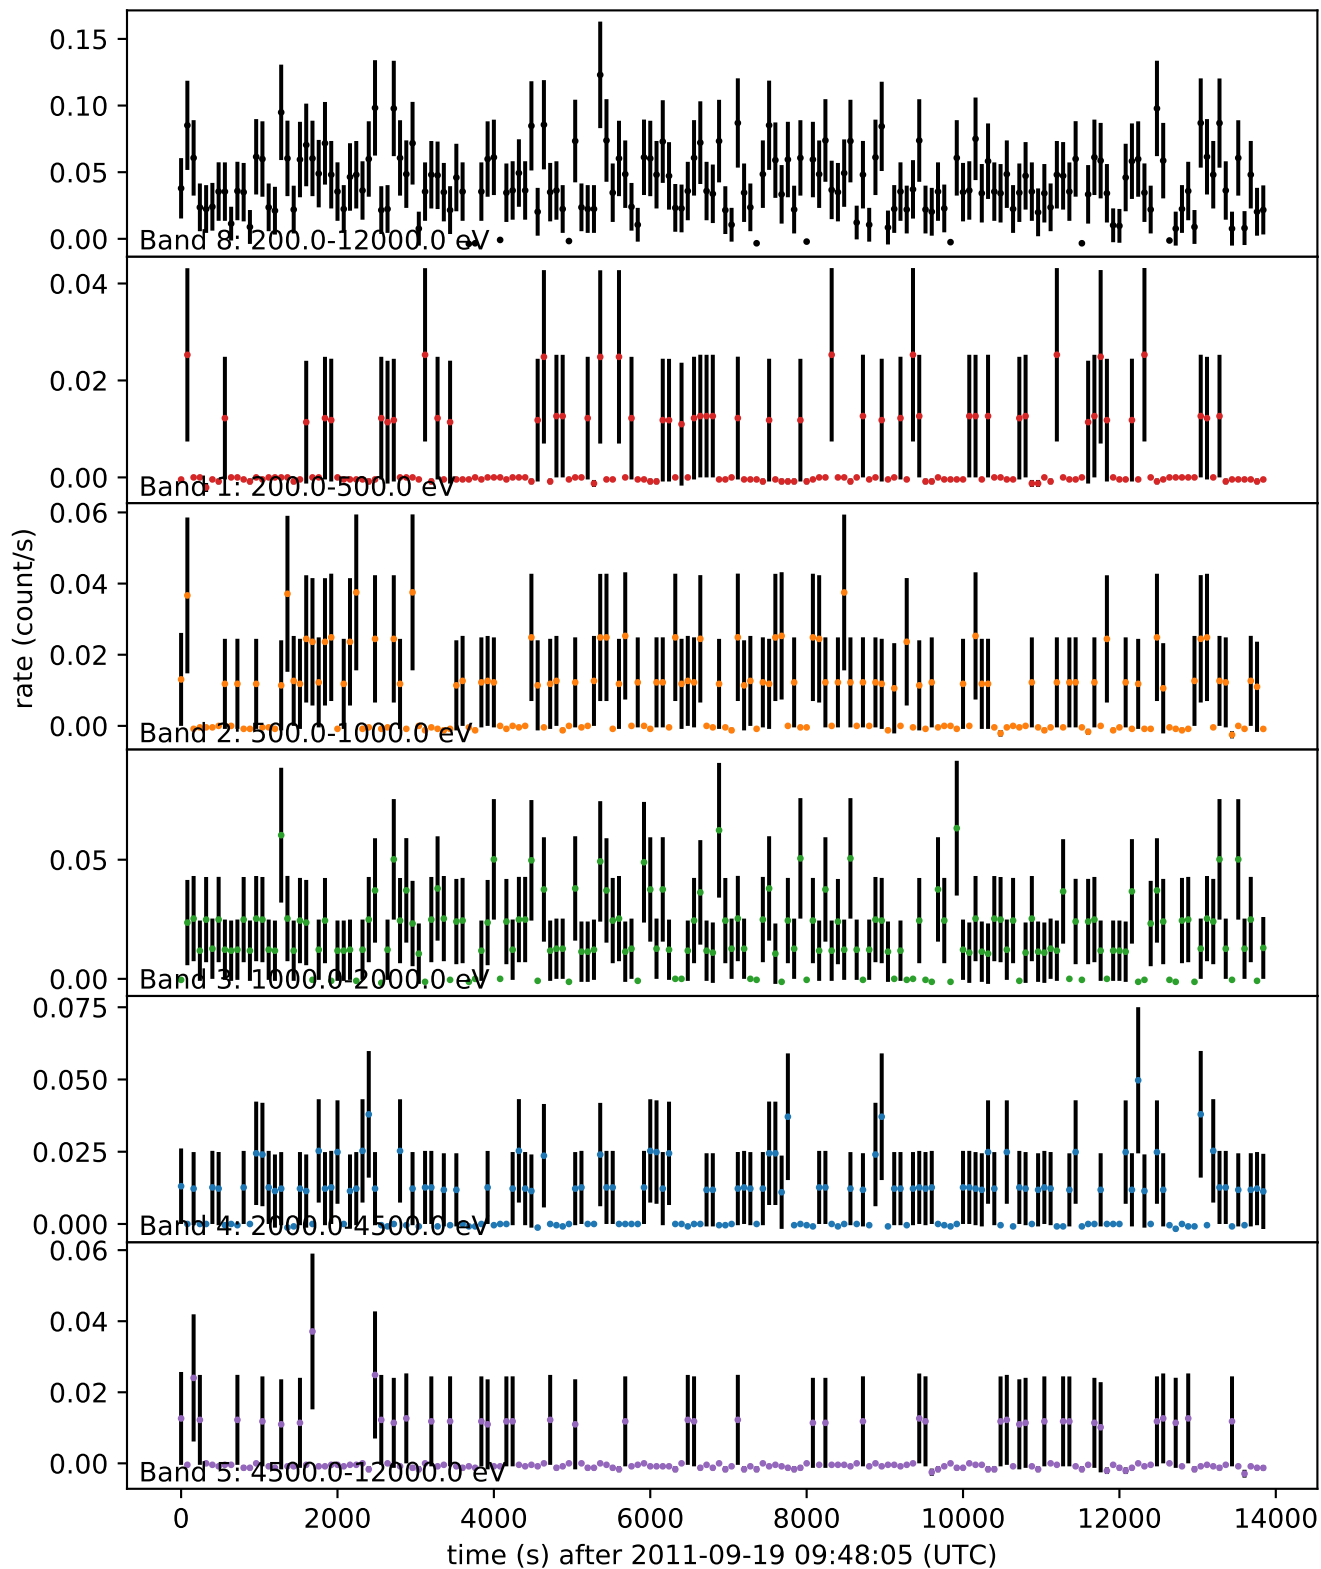 0.15
0.10
0.05
0.00
Band 8: 200.0-12000.0 eV
0.04
0.02
0.00
Band 1: 200.0-500.0 eV
0.06
0.04
0.02
0.00
Band 2: 500.0-1000.0 eV
rate (count/s)
0.05
0.00
Band 3: 1000.0-2000.0 eV
0.075
0.050
0.025
0.000
Band 4: 2000.0-4500.0 eV
0.06
0.04
0.02
0.00
Band 5: 4500.0-12000.0 eV
0 2000 4000 6000 8000 10000 12000 14000
time (s) after 2011-09-19 09:48:05 (UTC)